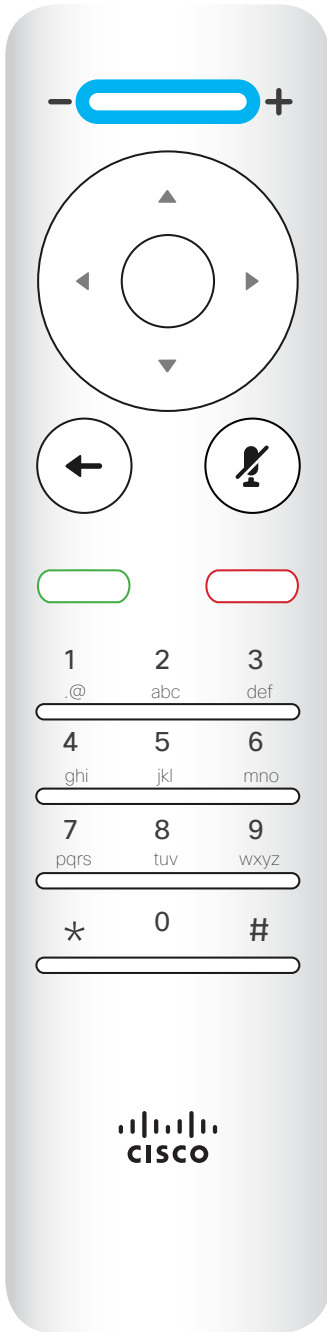 − +
1 2 3
.@ abc def
4 5 6
ghi jkl mno
7 8 9
pqrs tuv wxyz
* 0 #
CISCO